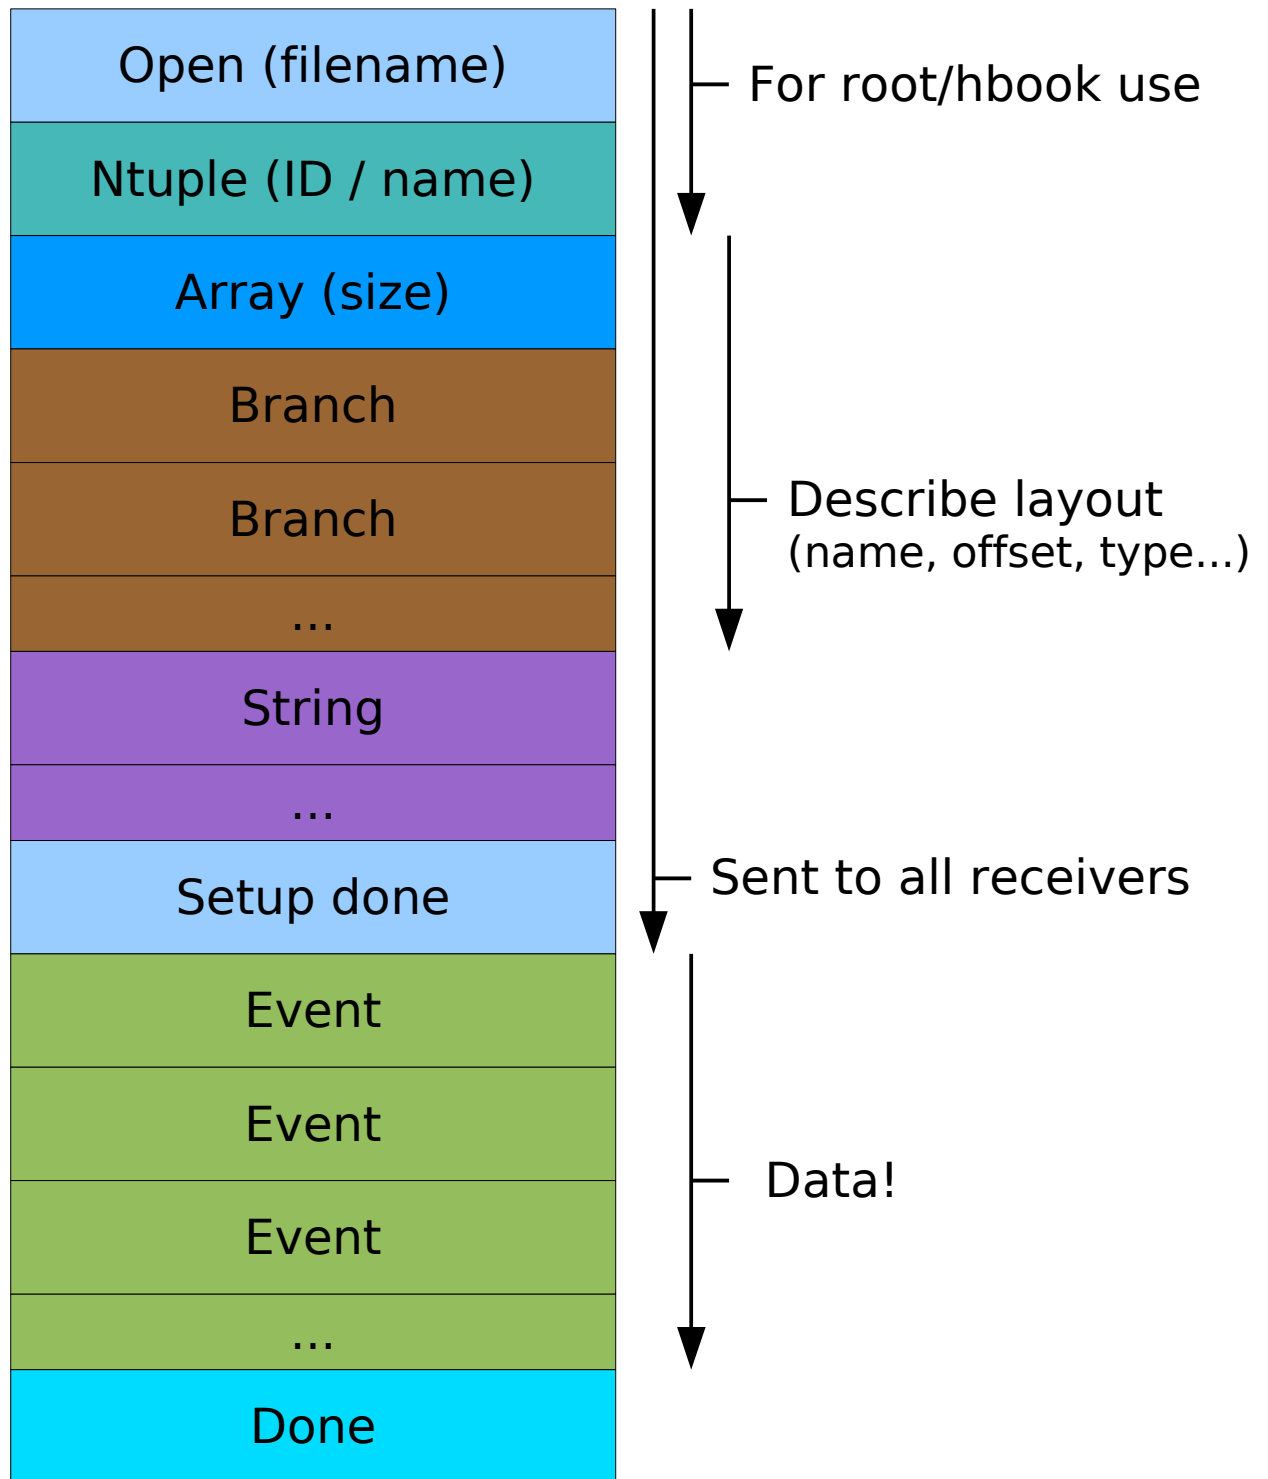 Open (filename)
Ntuple (ID / name)
Array (size)
Branch
Branch
...
String
...
Setup done
Event
Event
Event
...
Done
For root/hbook use
Describe layout
(name, offset, type...)
Sent to all receivers
Data!